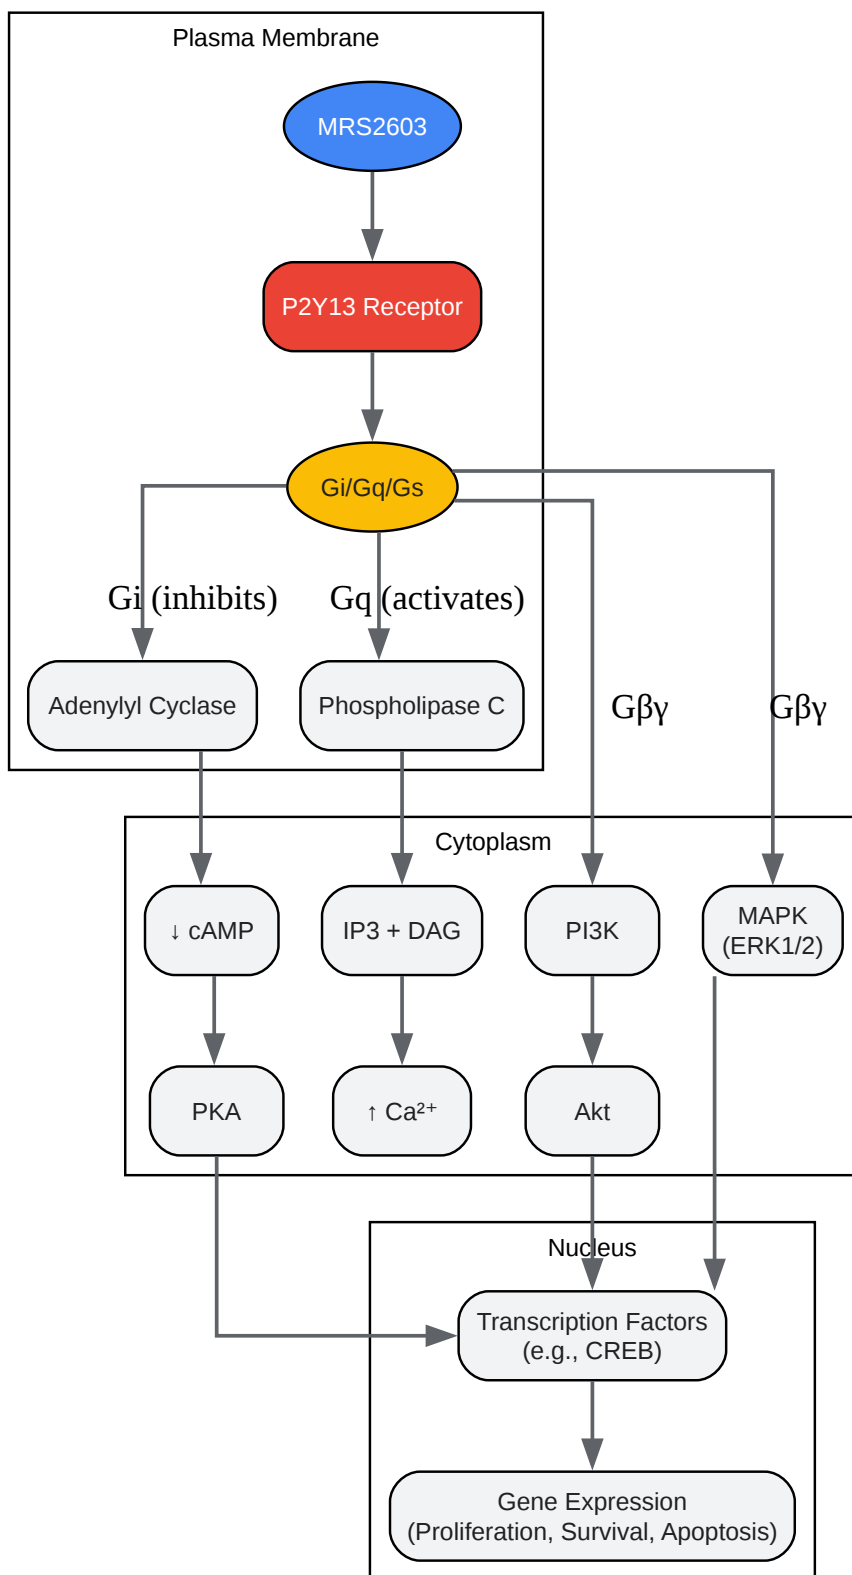 Plasma Membrane
MRS2603
P2Y13 Receptor
Gi/Gq/Gs
Gi (inhibits)
Gq (activates)
Adenylyl Cyclase
Phospholipase C
Gβγ
Gβγ
Cytoplasm
↓ cAMP
IP3 + DAG
PI3K
MAPK
(ERK1/2)
PKA
↑ Ca²⁺
Akt
Nucleus
Transcription Factors
(e.g., CREB)
Gene Expression
(Proliferation, Survival, Apoptosis)